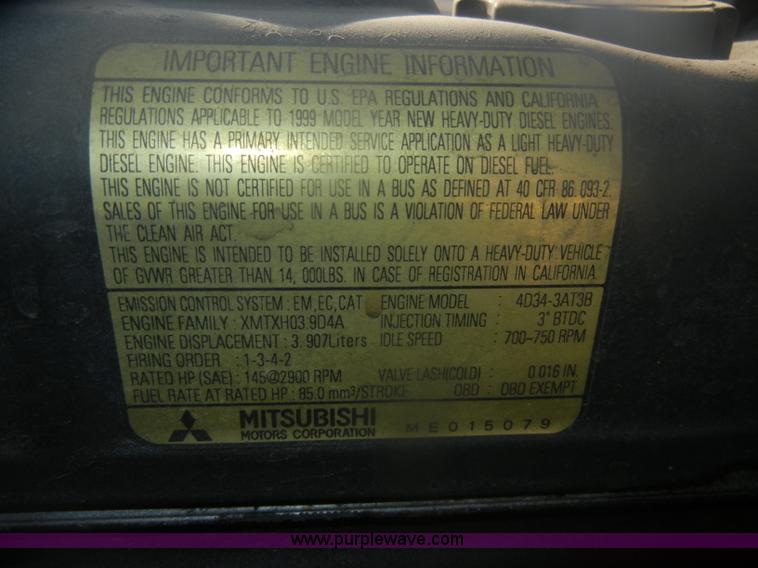 IMPORTANT ENGINE INFORMATION
THIS ENGINE CONFORMS TO U.S. EPA REGULATIONS AND CALIFORNIA
REGULATIONS APPLICABLE TO 1999 MODEL YEAR NEW HEAVY-DUTY DIESEL ENGINES.
THIS ENGINE HAS A PRIMARY INTENDED SERVICE APPLICATION AS A LIGHT HEAVY-DUTY
DIESEL ENGINE. THIS ENGINE IS CERTIFIED TO OPERATE ON DIESEL FUEL.
THIS ENGINE IS NOT CERTIFIED FOR USE IN A BUS AS DEFINED AT 40 CFR 86.093-2.
SALES OF THIS ENGINE FOR USE IN A BUS IS A VIOLATION OF FEDERAL LAW UNDER
THE CLEAN AIR ACT.
THIS ENGINE IS INTENDED TO BE INSTALLED SOLELY ONTO A HEAVY-DUTY VEHICLE
OF GVWR GREATER THAN 14, 000LBS. IN CASE OF REGISTRATION IN CALIFORNIA.
EMISSION CONTROL SYSTEM : EM, EC, CAT ENGINE MODEL : 4D34-3AT3B
ENGINE FAMILY : XMTXH03.9D4A INJECTION TIMING : 3° BTDC
ENGINE DISPLACEMENT : 3.907Liters IDLE SPEED : 700-750 RPM
FIRING ORDER : 1-3-4-2
RATED HP (SAE) : 145@2900 RPM VALVE LASH(COLD) : 0.016 IN.
FUEL RATE AT RATED HP : 85.0 mm³/STROKE OBD : OBD EXEMPT
MITSUBISHI
MOTORS CORPORATION ME015079
www.purplewave.com